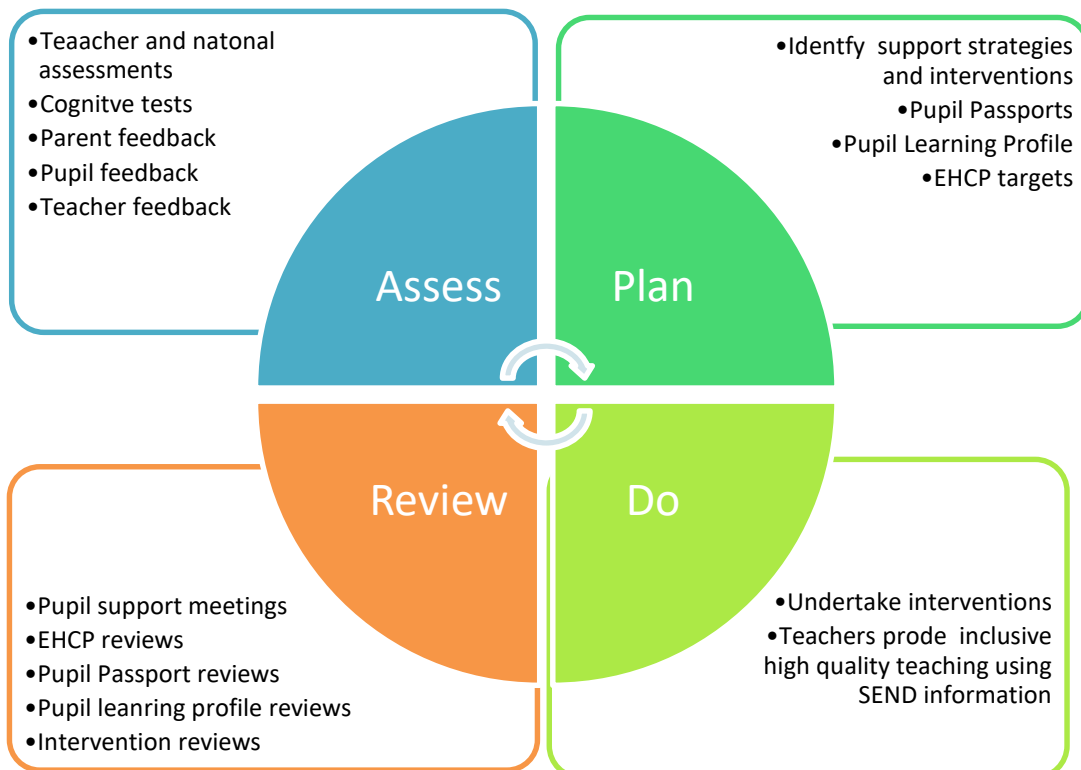 •Teaacher and natonal
assessments
•Cognitve tests
•Parent feedback
•Pupil feedback
•Teacher feedback
•Identfy  support strategies
and interventions
•Pupil Passports
•Pupil Learning Profile
•EHCP targets
Assess
Plan
Review
Do
•Pupil support meetings
•EHCP reviews
•Pupil Passport reviews
•Pupil leanring profile reviews
•Intervention reviews
•Undertake interventions
•Teachers prode  inclusive
high quality teaching using
SEND information